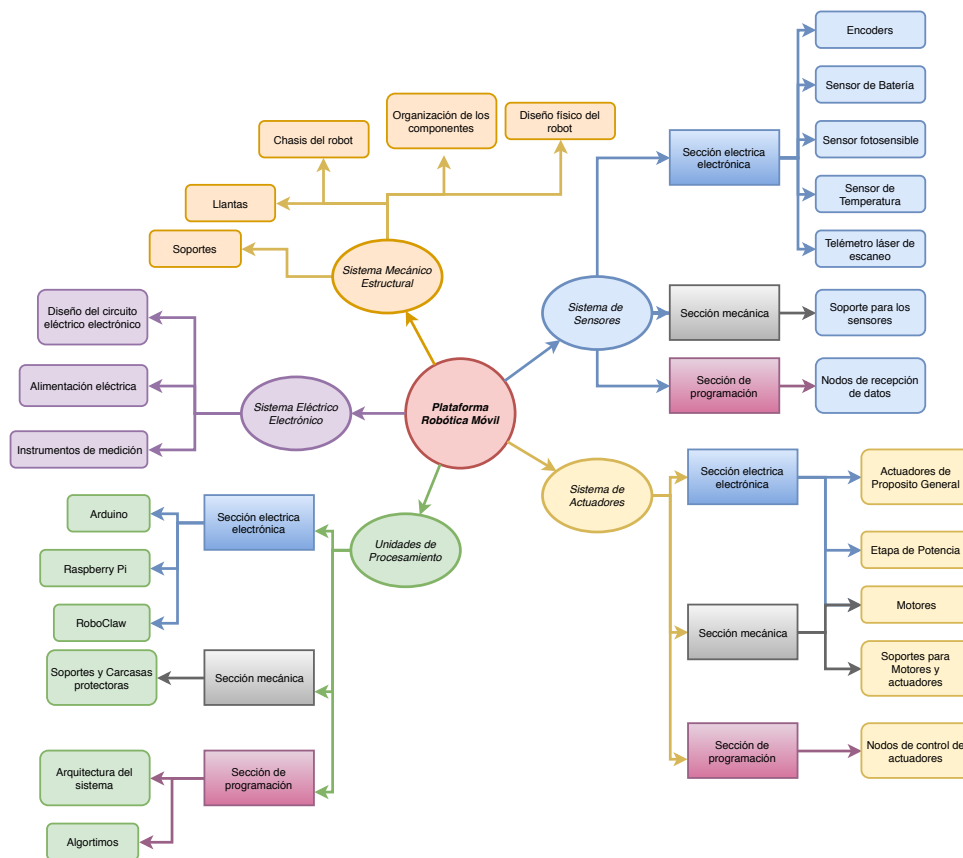 Encoders
Sensor de Batería
Sección electrica
electrónica
Sensor fotosensible
Sensor de
Temperatura
Telémetro láser de
escaneo
Diseño físico del
robot
Organización de los
componentes
Chasis del robot
Llantas
Soportes
Sistema Mecánico
Estructural
Sistema de
Sensores
Sección mecánica
Soporte para los
sensores
Sección de
programación
Nodos de recepción
de datos
Diseño del circuito
eléctrico electrónico
Alimentación eléctrica
Instrumentos de medición
Sistema Eléctrico
Electrónico
Plataforma
Robótica Móvil
Sistema de
Actuadores
Sección electrica
electrónica
Actuadores de
Proposito General
Etapa de Potencia
Motores
Sección mecánica
Soportes para
Motores y
actuadores
Sección de
programación
Nodos de control de
actuadores
Unidades de
Procesamiento
Sección electrica
electrónica
Arduino
Raspberry Pi
RoboClaw
Soportes y Carcasas
protectoras
Sección mecánica
Arquitectura del
sistema
Sección de
programación
Algortimos